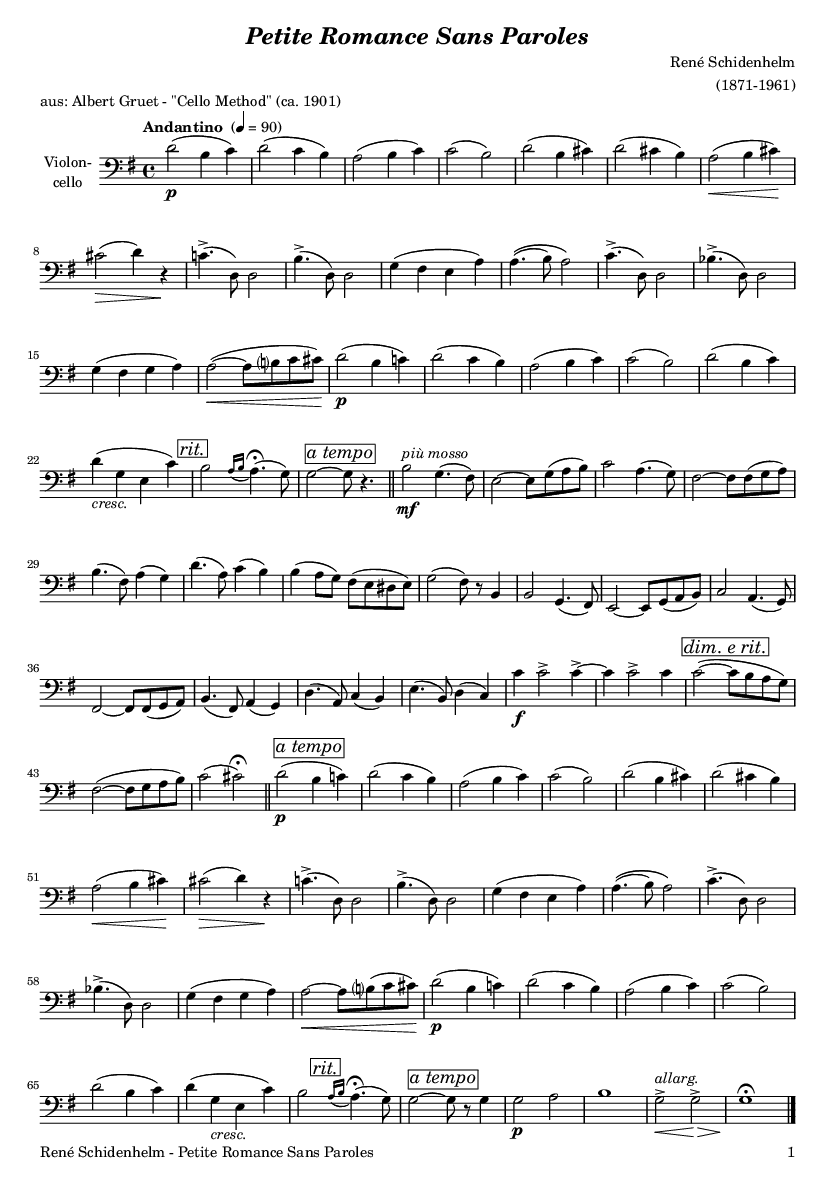 Petite Romance Sans Paroles
René Schidenhelm
(1871-1961)
aus: Albert Gruet - "Cello Method" (ca. 1901)
Andantino (♩ = 90)
Violon-
cello
p
8
15
p
22
rit.
a tempo
più mosso
cresc.
mf
29
36
dim. e rit.
f
43
a tempo
p
51
58
p
65
rit.
a tempo
allarg.
cresc.
p
René Schidenhelm - Petite Romance Sans Paroles 1